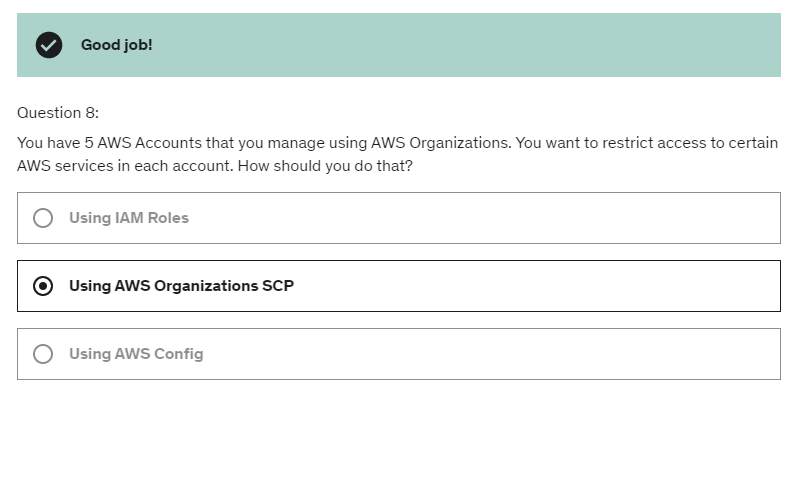 Good job!
Question 8:
You have 5 AWS Accounts that you manage using AWS Organizations. You want to restrict access to certain
AWS services in each account. How should you do that?
Using IAM Roles
Using AWS Organizations SCP
Using AWS Config